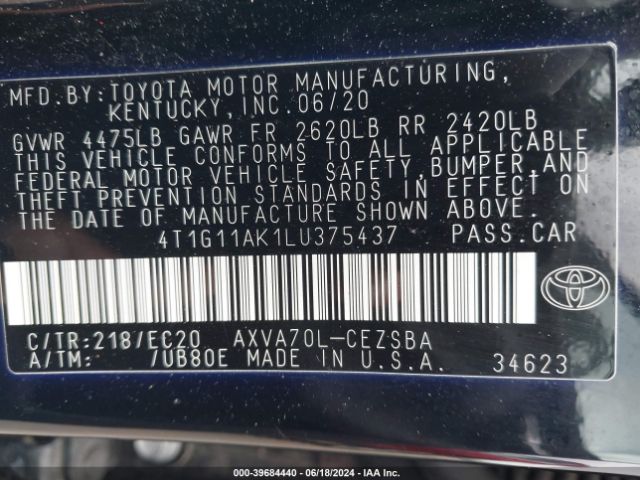 MFD. BY: TOYOTA MOTOR MANUFACTURING,
KENTUCKY, INC. 06/20
GVWR 4475LB GAWR FR 2620LB RR 2420LB
THIS VEHICLE CONFORMS TO ALL APPLICABLE
FEDERAL MOTOR VEHICLE SAFETY, BUMPER, AND
THEFT PREVENTION STANDARDS IN EFFECT ON
THE DATE OF MANUFACTURE SHOWN ABOVE.
4T1G11AK1LU375437 PASS.CAR
C/TR:218/EC20 AXVA70L-CEZSBA
A/TM: /UB80E MADE IN U.S.A. 34623
000-39684440 - 06/18/2024 - IAA Inc.